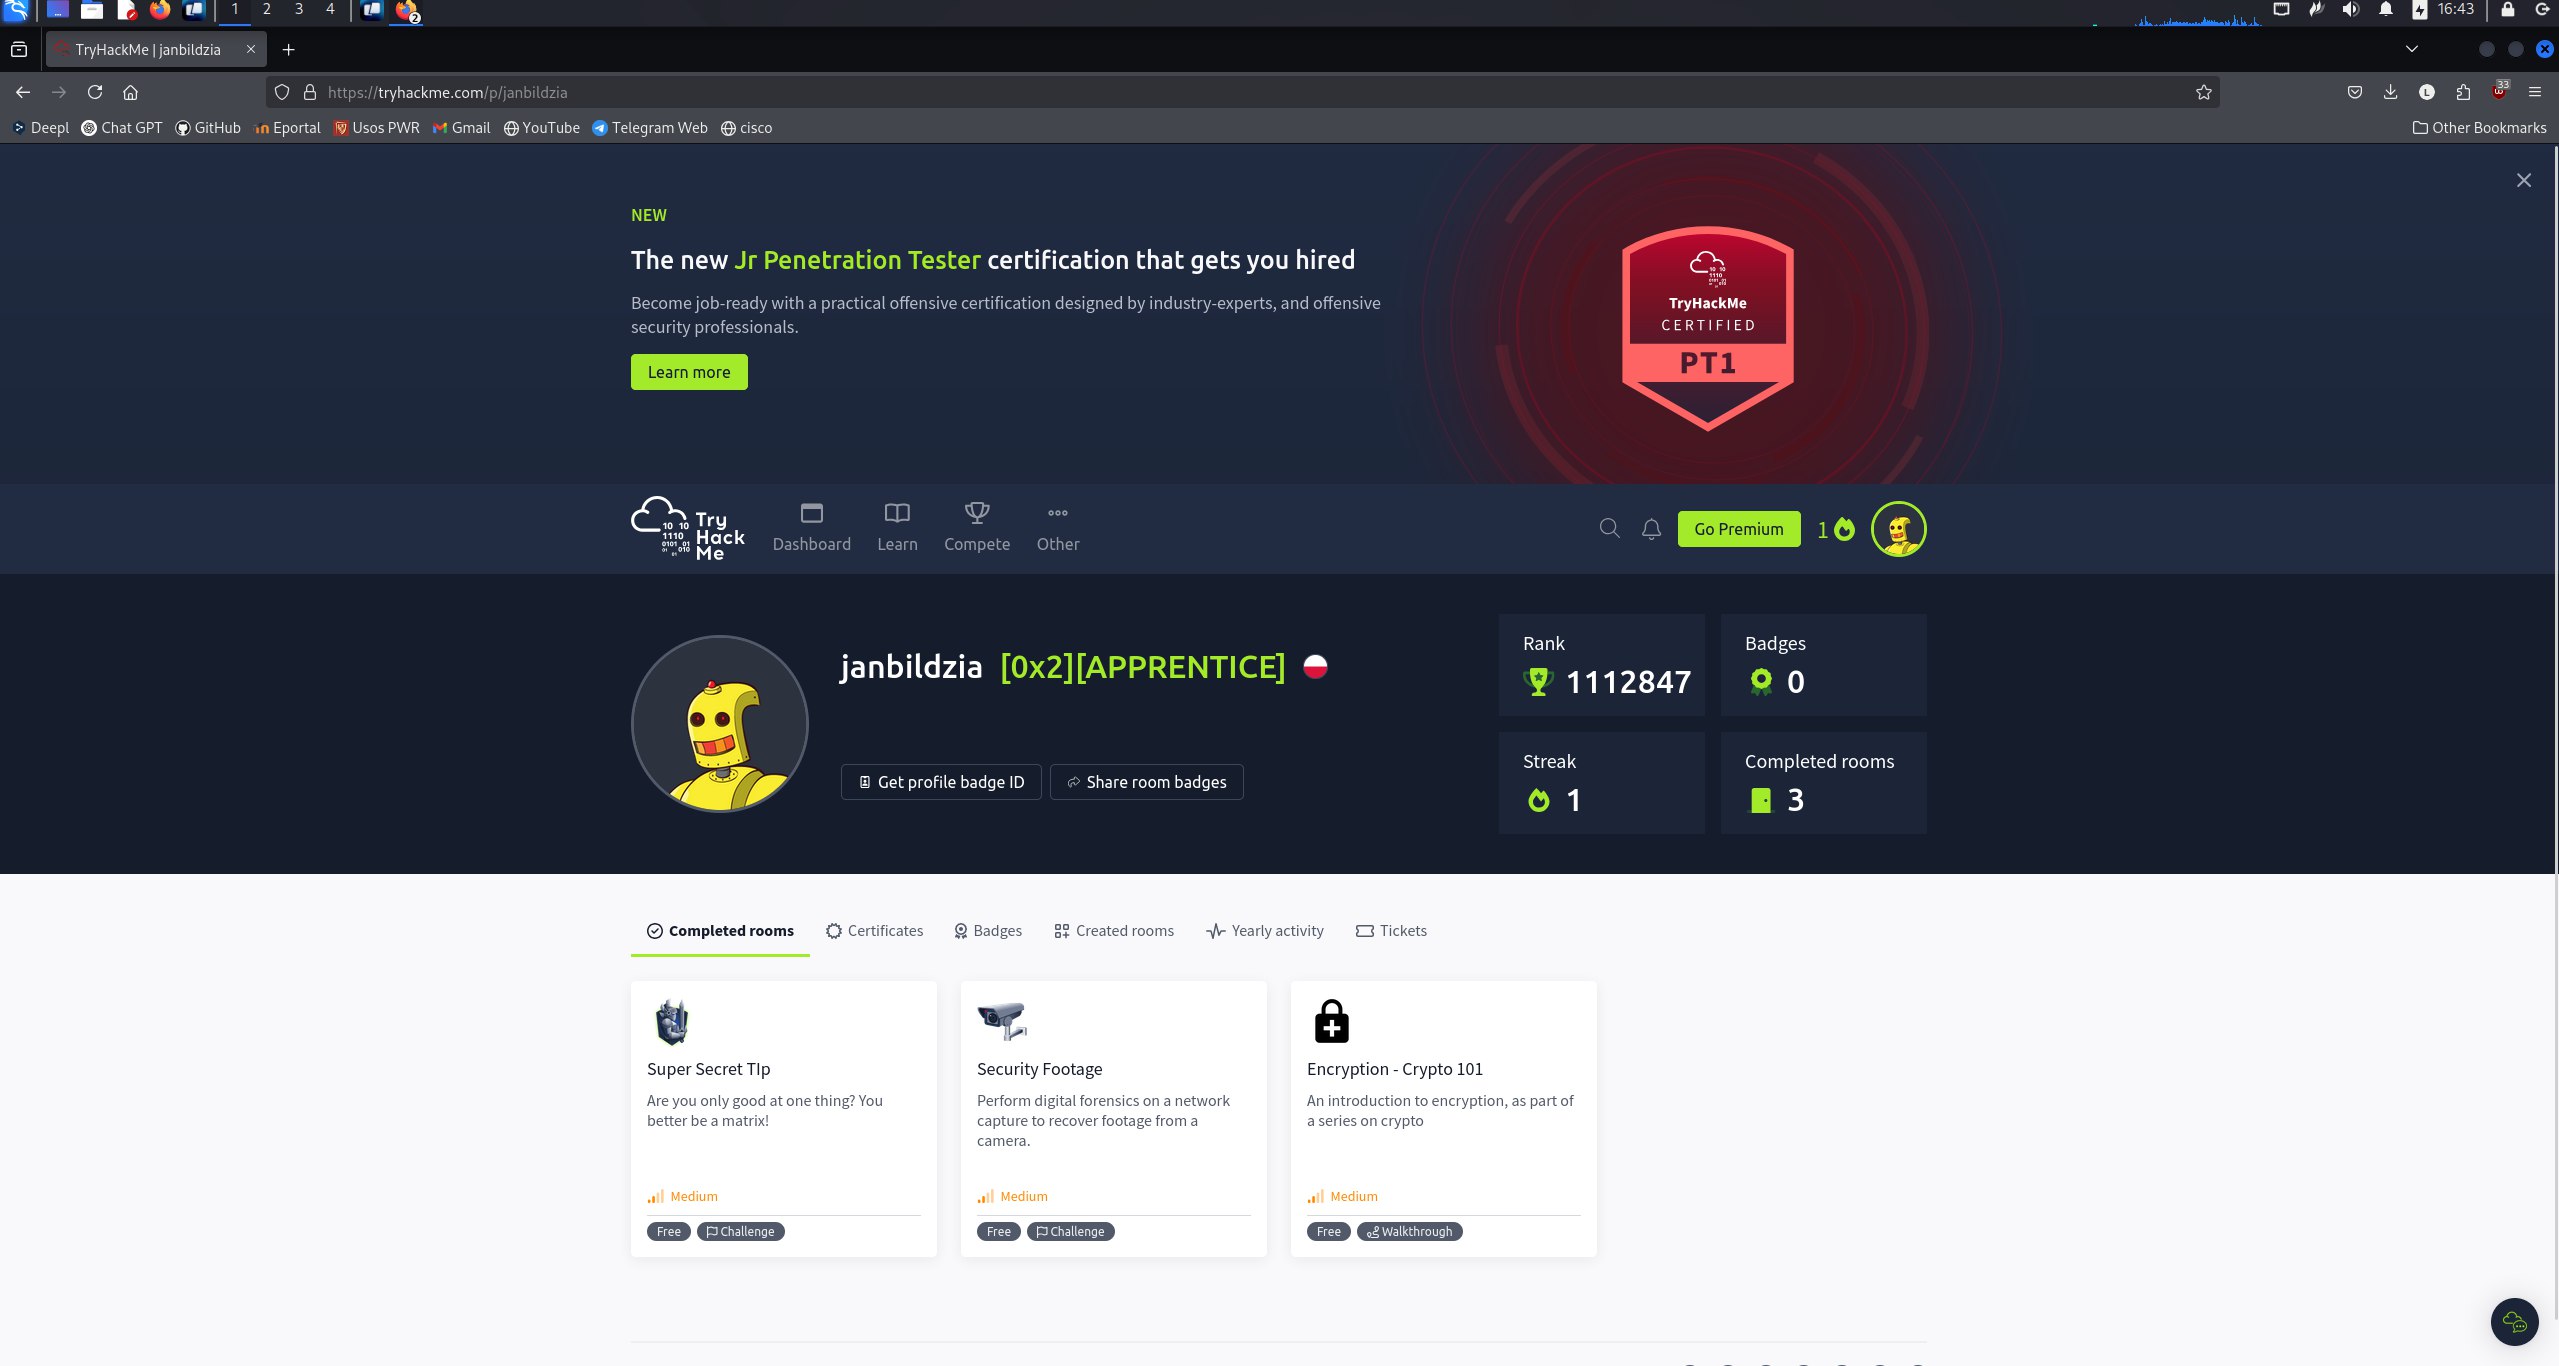 1 2 3 4 2 16:43
TryHackMe | janbildzia
https://tryhackme.com/p/janbildzia
L 33
Deepl Chat GPT GitHub Eportal Usos PWR Gmail YouTube Telegram Web cisco Other Bookmarks
NEW
The new Jr Penetration Tester certification that gets you hired
Become job-ready with a practical offensive certification designed by industry-experts, and offensive
security professionals.
Learn more
TryHackMe
CERTIFIED
PT1
Try
Hack
Me
Dashboard Learn Compete Other
Go Premium 1
janbildzia [0x2][APPRENTICE]
Get profile badge ID Share room badges
Rank
1112847
Badges
0
Streak
1
Completed rooms
3
Completed rooms Certificates Badges Created rooms Yearly activity Tickets
Super Secret TIp
Are you only good at one thing? You
better be a matrix!
Medium
Free Challenge
Security Footage
Perform digital forensics on a network
capture to recover footage from a
camera.
Medium
Free Challenge
Encryption - Crypto 101
An introduction to encryption, as part of
a series on crypto
Medium
Free Walkthrough